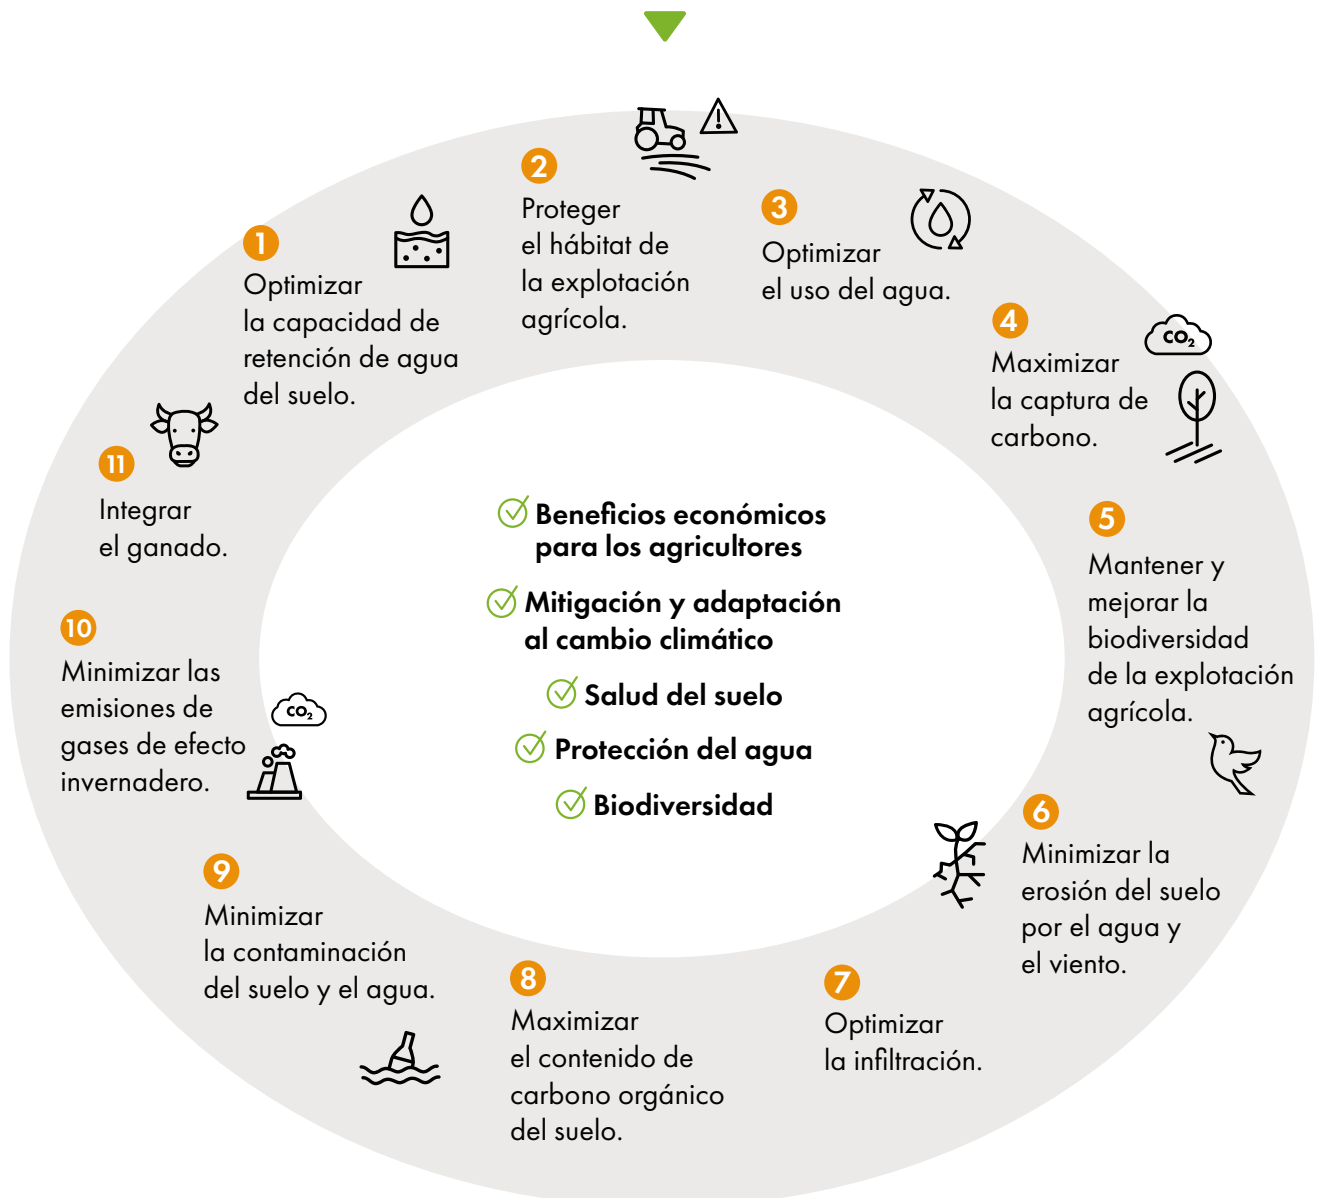 1
Optimizar
la capacidad de
retención de agua
del suelo.
2
Proteger
el hábitat de
la explotación
agrícola.
3
Optimizar
el uso del agua.
4
Maximizar
la captura de
carbono.
CO₂
5
Mantener y
mejorar la
biodiversidad
de la explotación
agrícola.
6
Minimizar la
erosión del suelo
por el agua y
el viento.
7
Optimizar
la infiltración.
8
Maximizar
el contenido de
carbono orgánico
del suelo.
9
Minimizar
la contaminación
del suelo y el agua.
10
Minimizar las
emisiones de
gases de efecto
invernadero.
CO₂
11
Integrar
el ganado.
Beneficios económicos
para los agricultores
Mitigación y adaptación
al cambio climático
Salud del suelo
Protección del agua
Biodiversidad